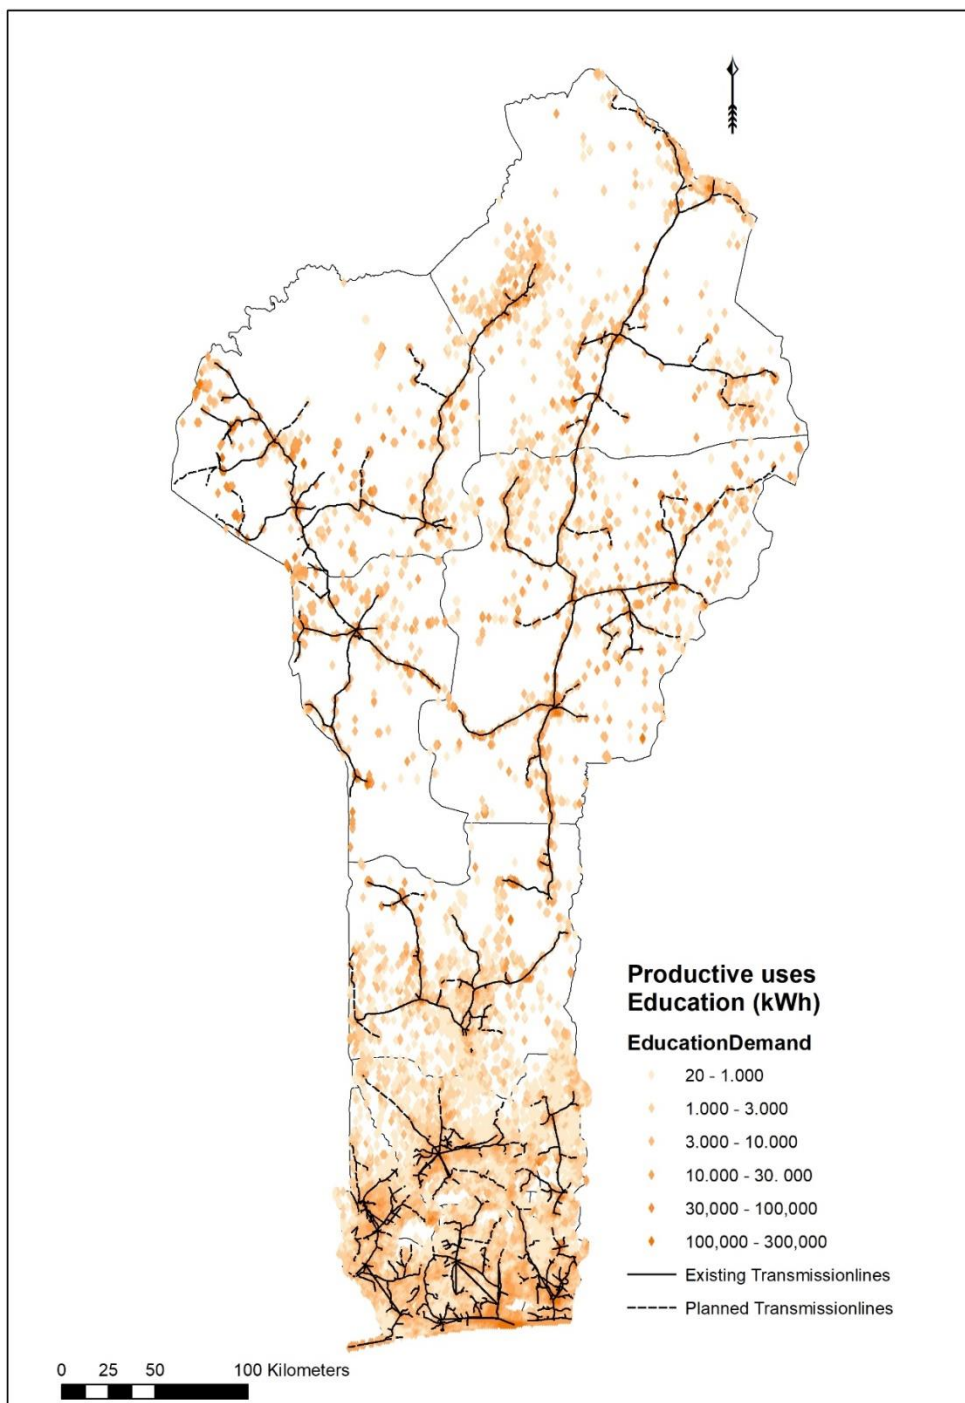 Productive uses
Education (kWh)
EducationDemand
20 - 1.000
1.000 - 3.000
3.000 - 10.000
10.000 - 30. 000
30,000 - 100,000
100,000 - 300,000
Existing Transmissionlines
Planned Transmissionlines
0 25 50 100 Kilometers